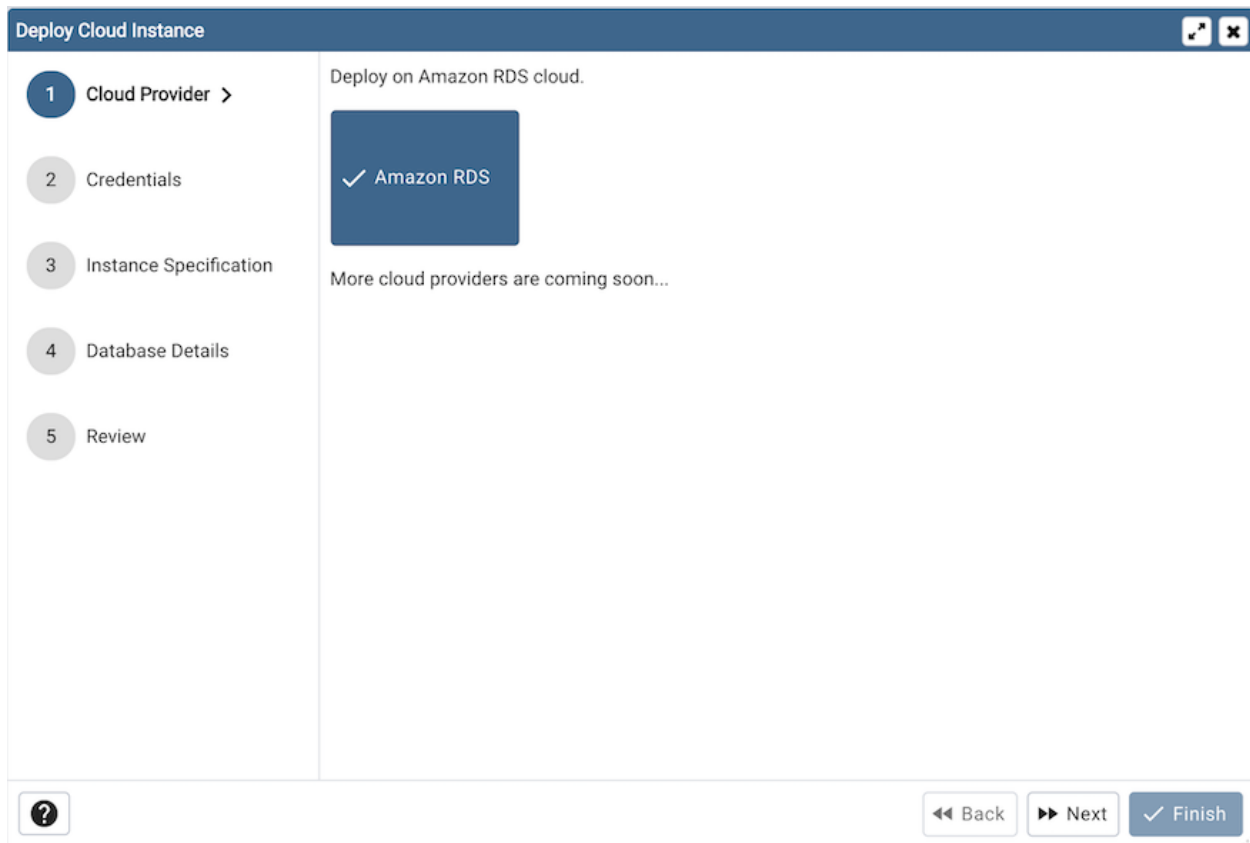 Deploy Cloud Instance
1 Cloud Provider
2 Credentials
3 Instance Specification
4 Database Details
5 Review
Deploy on Amazon RDS cloud.
Amazon RDS
More cloud providers are coming soon...
?
Back
Next
Finish